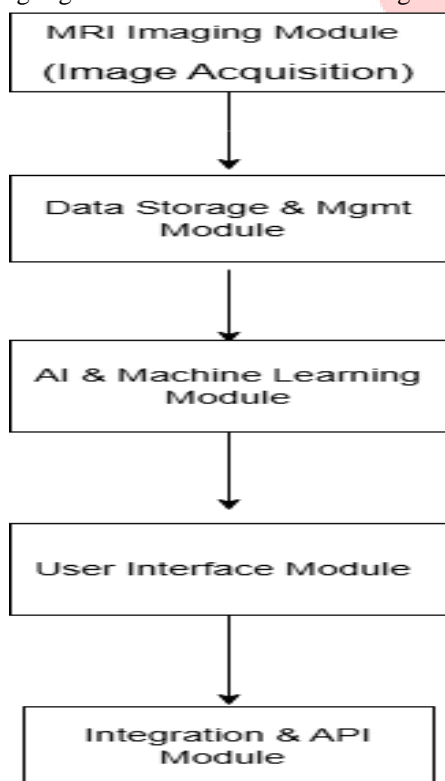 MRI Imaging Module
(Image Acquisition)
Data Storage & Mgmt
Module
AI & Machine Learning
Module
User Interface Module
Integration & API
Module